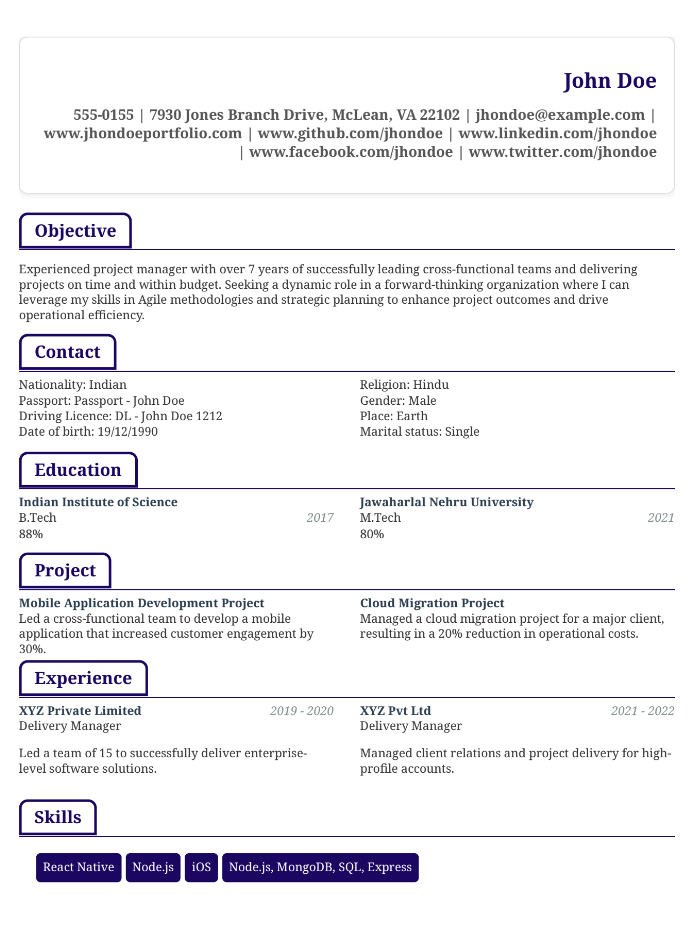 John Doe
555-0155 | 7930 Jones Branch Drive, McLean, VA 22102 | jhondoe@example.com |
www.jhondoeportfolio.com | www.github.com/jhondoe | www.linkedin.com/jhondoe
| www.facebook.com/jhondoe | www.twitter.com/jhondoe
Objective
Experienced project manager with over 7 years of successfully leading cross-functional teams and delivering
projects on time and within budget. Seeking a dynamic role in a forward-thinking organization where I can
leverage my skills in Agile methodologies and strategic planning to enhance project outcomes and drive
operational efficiency.
Contact
Nationality: Indian
Passport: Passport - John Doe
Driving Licence: DL - John Doe 1212
Date of birth: 19/12/1990
Religion: Hindu
Gender: Male
Place: Earth
Marital status: Single
Education
Indian Institute of Science
B.Tech 2017
88%
Jawaharlal Nehru University
M.Tech 2021
80%
Project
Mobile Application Development Project
Led a cross-functional team to develop a mobile
application that increased customer engagement by
30%.
Cloud Migration Project
Managed a cloud migration project for a major client,
resulting in a 20% reduction in operational costs.
Experience
XYZ Private Limited 2019 - 2020
Delivery Manager
Led a team of 15 to successfully deliver enterprise-
level software solutions.
XYZ Pvt Ltd 2021 - 2022
Delivery Manager
Managed client relations and project delivery for high-
profile accounts.
Skills
React Native Node.js iOS Node.js, MongoDB, SQL, Express